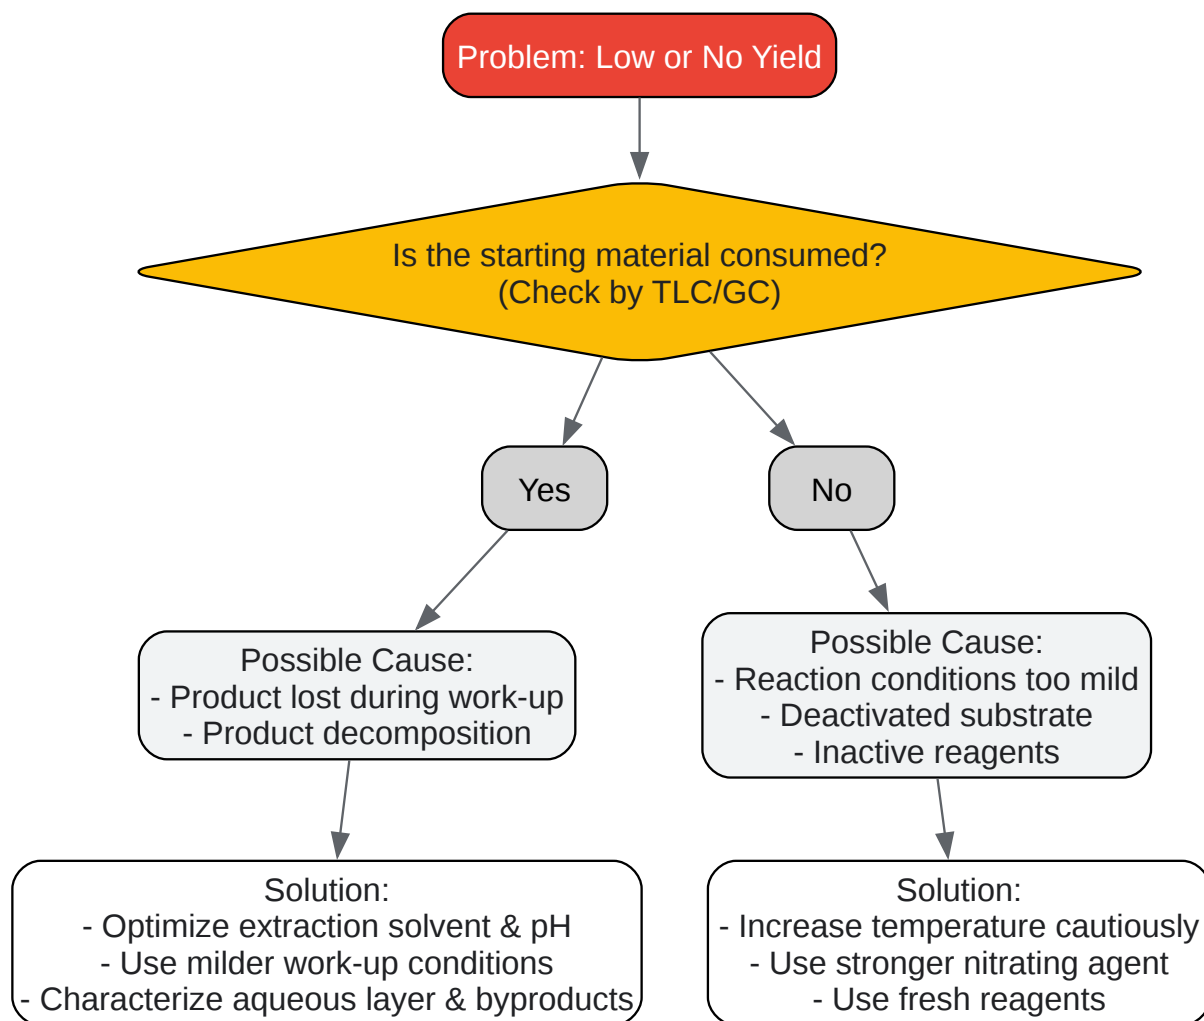 Problem: Low or No Yield
Is the starting material consumed?
(Check by TLC/GC)
Yes
No
Possible Cause:
- Product lost during work-up
- Product decomposition
Possible Cause:
- Reaction conditions too mild
- Deactivated substrate
- Inactive reagents
Solution:
- Optimize extraction solvent & pH
- Use milder work-up conditions
- Characterize aqueous layer & byproducts
Solution:
- Increase temperature cautiously
- Use stronger nitrating agent
- Use fresh reagents